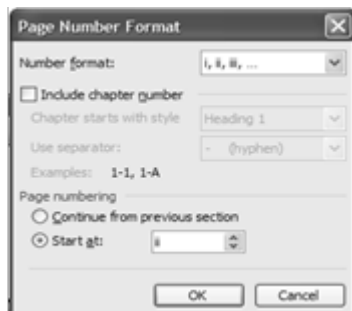 Page Number Format
Number format: i, ii, iii, ...
Include chapter number
Chapter starts with style Heading 1
Use separator: - (hyphen)
Examples: 1-1, 1-A
Page numbering
Continue from previous section
Start at: ii
OK Cancel